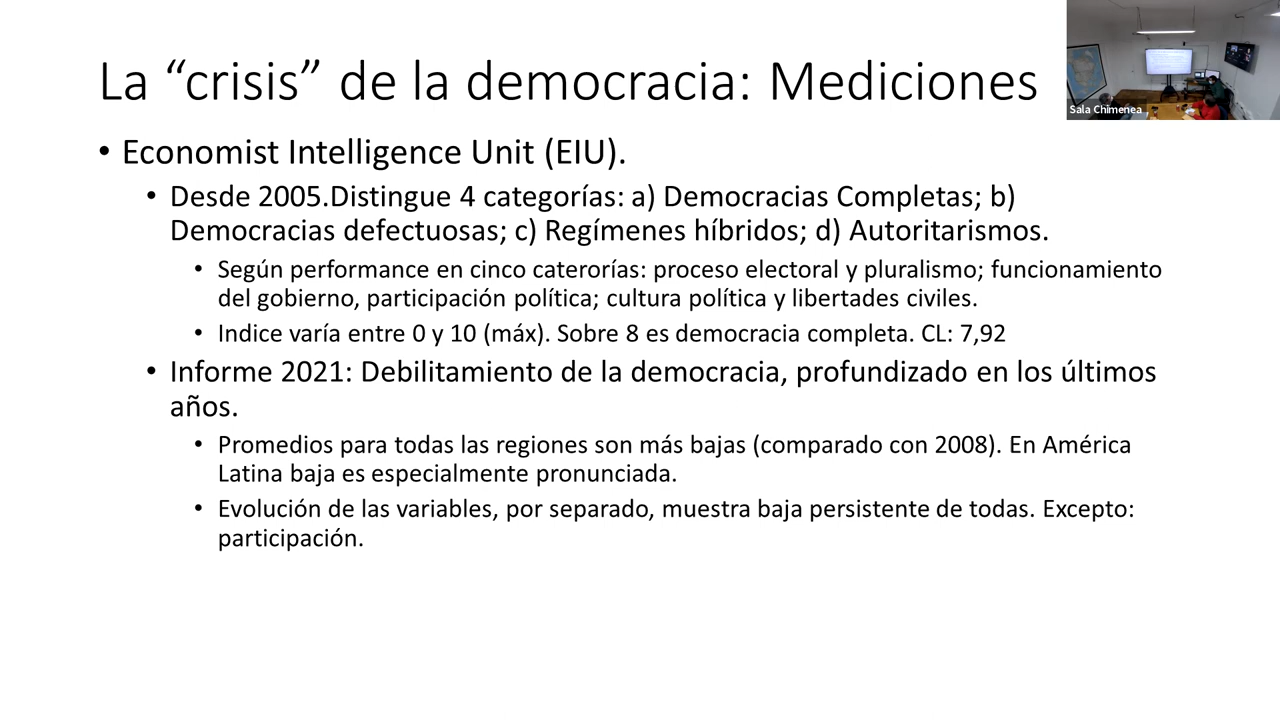 La “crisis” de la democracia: Mediciones
Sala Chimenea
• Economist Intelligence Unit (EIU).
• Desde 2005.Distingue 4 categorías: a) Democracias Completas; b)
Democracias defectuosas; c) Regímenes híbridos; d) Autoritarismos.
• Según performance en cinco caterorías: proceso electoral y pluralismo; funcionamiento
del gobierno, participación política; cultura política y libertades civiles.
• Indice varía entre 0 y 10 (máx). Sobre 8 es democracia completa. CL: 7,92
• Informe 2021: Debilitamiento de la democracia, profundizado en los últimos
años.
• Promedios para todas las regiones son más bajas (comparado con 2008). En América
Latina baja es especialmente pronunciada.
• Evolución de las variables, por separado, muestra baja persistente de todas. Excepto:
participación.